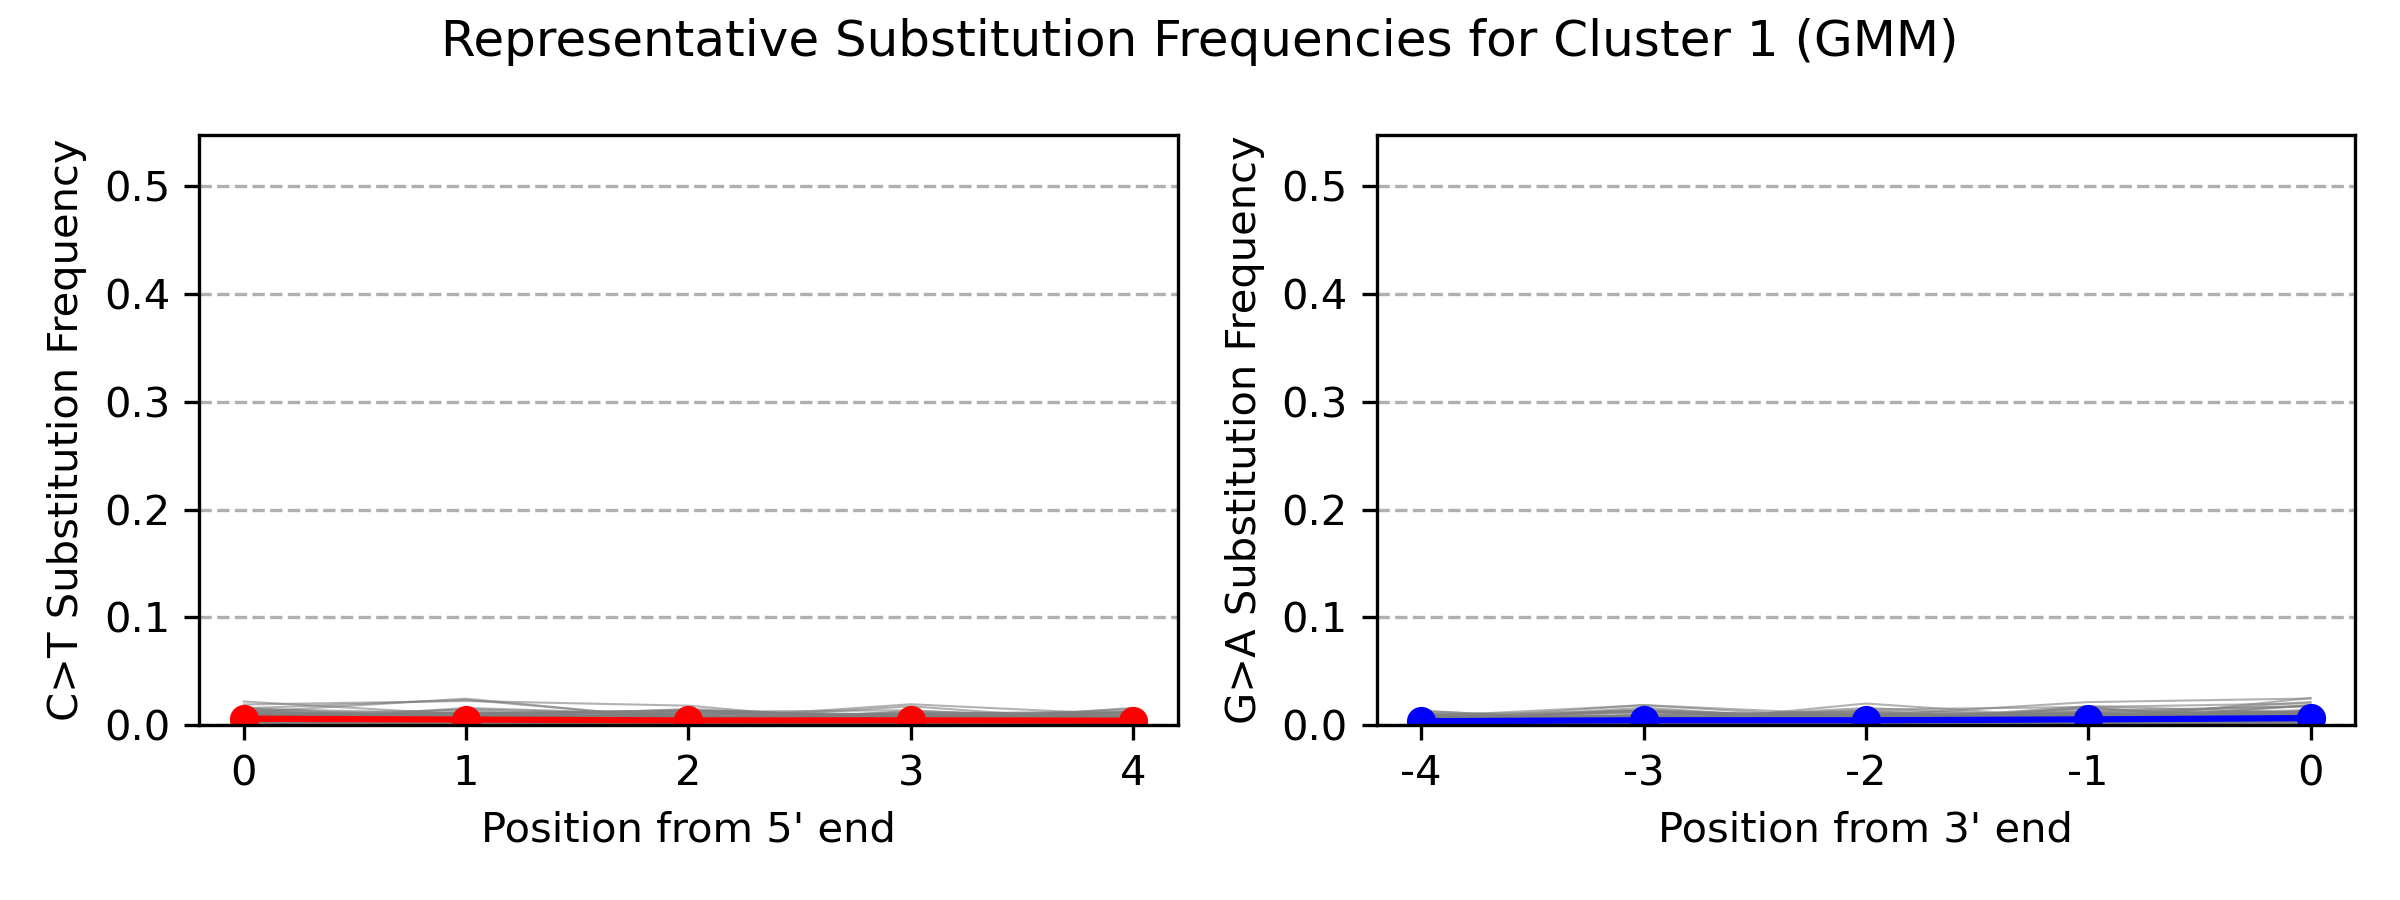 Representative Substitution Frequencies for Cluster 1 (GMM)
C>T Substitution Frequency
0.5
0.4
0.3
0.2
0.1
0.0
0 1 2 3 4
Position from 5' end
G>A Substitution Frequency
0.5
0.4
0.3
0.2
0.1
0.0
-4 -3 -2 -1 0
Position from 3' end